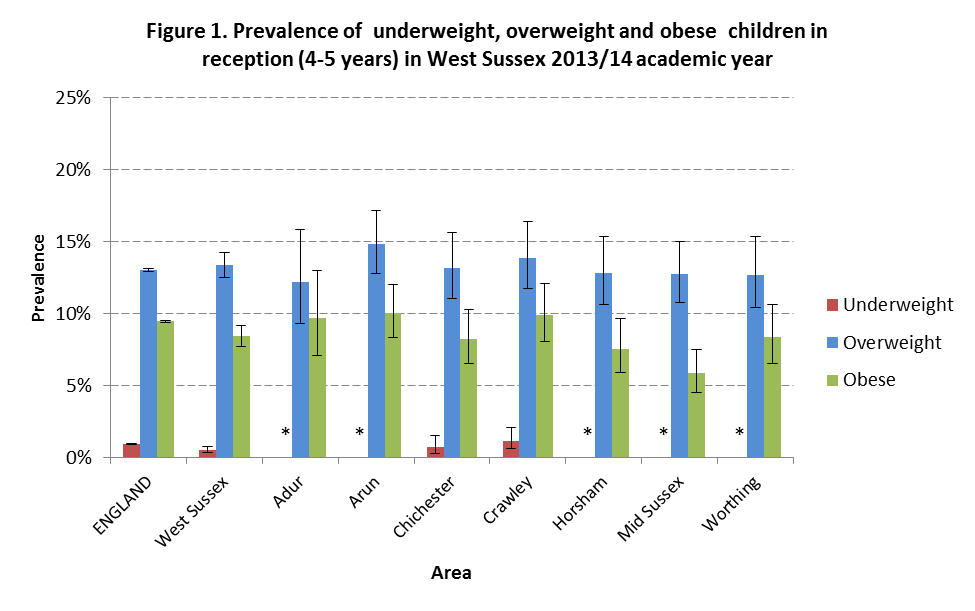 Figure 1. Prevalence of underweight, overweight and obese children in
reception (4-5 years) in West Sussex 2013/14 academic year
25%
20%
15%
10%
5%
0%
Prevalence
* * * * *
ENGLAND
West Sussex
Adur
Arun
Chichester
Crawley
Horsham
Mid Sussex
Worthing
Area
Underweight
Overweight
Obese